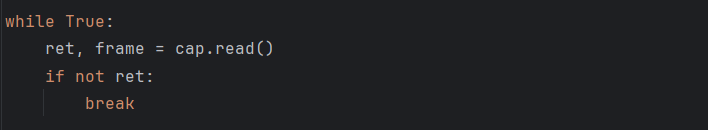 while True:
    ret, frame = cap.read()
    if not ret:
        break